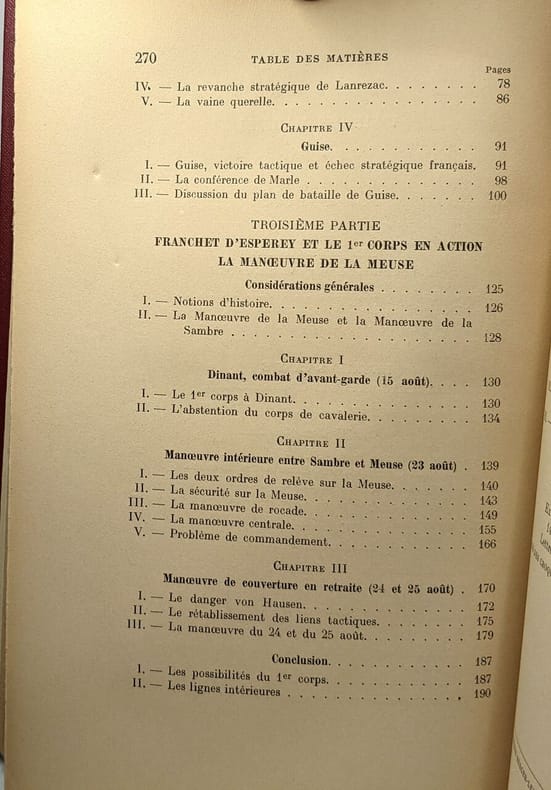 270 TABLE DES MATIÈRES
Pages
IV. — La revanche stratégique de Lanrezac. . . . . . . . 78
V. — La vaine querelle. . . . . . . . . . . . . . . . . 86
CHAPITRE IV
Guise. . . . . . . . . . . 91
I. — Guise, victoire tactique et échec stratégique français. 91
II. — La conférence de Marle . . . . . . . . . . . . . . 98
III. — Discussion du plan de bataille de Guise. . . . . . . 100
TROISIÈME PARTIE
FRANCHET D'ESPEREY ET LE 1er CORPS EN ACTION
LA MANŒUVRE DE LA MEUSE
Considérations générales . . . . . . . . 125
I. — Notions d'histoire. . . . . . . . . . . . . . . . . 126
II. — La Manœuvre de la Meuse et la Manœuvre de la
Sambre . . . . . . . . . . . . . . . . . . . . 128
CHAPITRE I
Dinant, combat d'avant-garde (15 août). . . . 130
I. — Le 1er corps à Dinant. . . . . . . . . . . . . . . 130
II. — L'abstention du corps de cavalerie. . . . . . . . . 134
CHAPITRE II
Manœuvre intérieure entre Sambre et Meuse (23 août) . 139
I. — Les deux ordres de relève sur la Meuse. . . . . . . 140
II. — La sécurité sur la Meuse. . . . . . . . . . . . . . 143
III. — La manœuvre de rocade. . . . . . . . . . . . . . 149
IV. — La manœuvre centrale. . . . . . . . . . . . . . . 155
V. — Problème de commandement. . . . . . . . . . . . 166
CHAPITRE III
Manœuvre de couverture en retraite (24 et 25 août) . 170
I. — Le danger von Hausen. . . . . . . . . . . . . . 172
II. — Le rétablissement des liens tactiques. . . . . . . . 175
III. — La manœuvre du 24 et du 25 août. . . . . . . . . 179
Conclusion. . . . . . . . . . . . 187
I. — Les possibilités du 1er corps. . . . . . . . . . . . 187
II. — Les lignes intérieures . . . . . . . . . . . . . . . 190